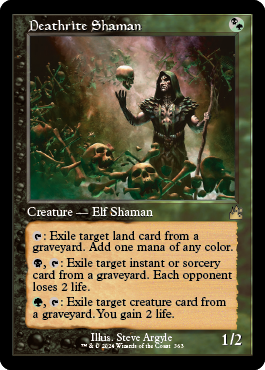 Deathrite Shaman
Creature — Elf Shaman
: Exile target land card from a
graveyard. Add one mana of any color.
, : Exile target instant or sorcery
card from a graveyard. Each opponent
loses 2 life.
, : Exile target creature card from
a graveyard. You gain 2 life.
Illus. Steve Argyle
™ & © 2024 Wizards of the Coast 363
1/2